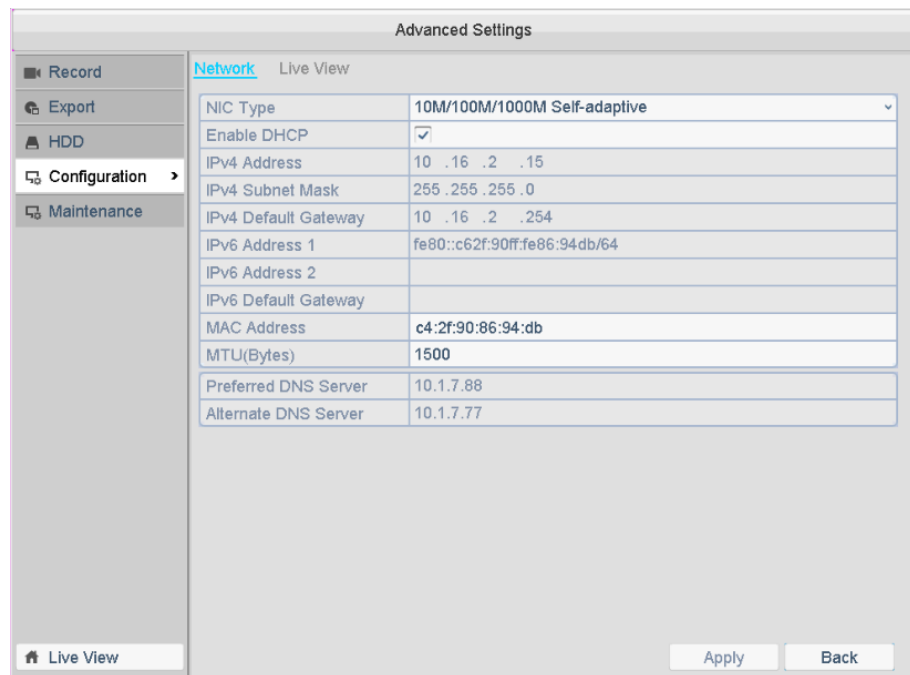 Advanced Settings
Record
Export
HDD
Configuration >
Maintenance
Live View
Network Live View
NIC Type 10M/100M/1000M Self-adaptive
Enable DHCP
IPv4 Address 10 .16 .2 .15
IPv4 Subnet Mask 255.255.255.0
IPv4 Default Gateway 10 .16 .2 .254
IPv6 Address 1 fe80::c62f:90ff:fe86:94db/64
IPv6 Address 2
IPv6 Default Gateway
MAC Address c4:2f:90:86:94:db
MTU(Bytes) 1500
Preferred DNS Server 10.1.7.88
Alternate DNS Server 10.1.7.77
Apply Back